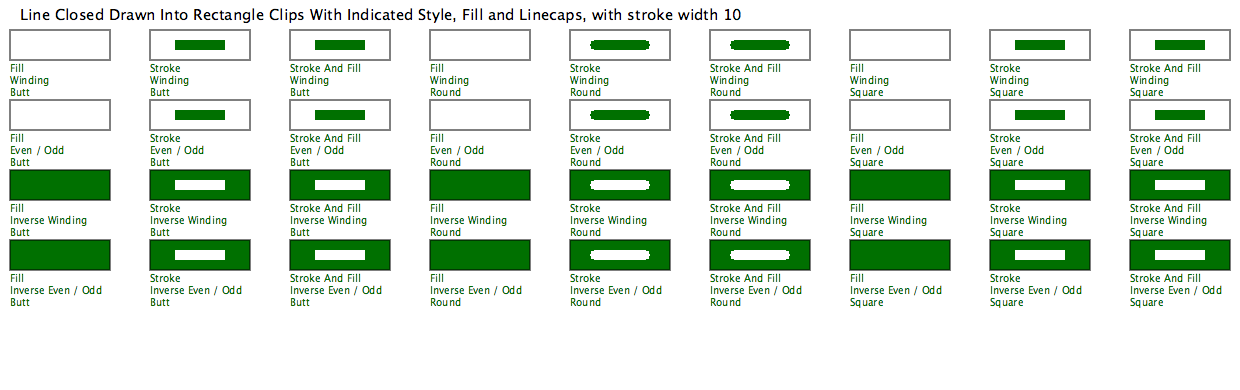 Line Closed Drawn Into Rectangle Clips With Indicated Style, Fill and Linecaps, with stroke width 10
Fill
Winding
Butt
Stroke
Winding
Butt
Stroke And Fill
Winding
Butt
Fill
Winding
Round
Stroke
Winding
Round
Stroke And Fill
Winding
Round
Fill
Winding
Square
Stroke
Winding
Square
Stroke And Fill
Winding
Square
Fill
Even / Odd
Butt
Stroke
Even / Odd
Butt
Stroke And Fill
Even / Odd
Butt
Fill
Even / Odd
Round
Stroke
Even / Odd
Round
Stroke And Fill
Even / Odd
Round
Fill
Even / Odd
Square
Stroke
Even / Odd
Square
Stroke And Fill
Even / Odd
Square
Fill
Inverse Winding
Butt
Stroke
Inverse Winding
Butt
Stroke And Fill
Inverse Winding
Butt
Fill
Inverse Winding
Round
Stroke
Inverse Winding
Round
Stroke And Fill
Inverse Winding
Round
Fill
Inverse Winding
Square
Stroke
Inverse Winding
Square
Stroke And Fill
Inverse Winding
Square
Fill
Inverse Even / Odd
Butt
Stroke
Inverse Even / Odd
Butt
Stroke And Fill
Inverse Even / Odd
Butt
Fill
Inverse Even / Odd
Round
Stroke
Inverse Even / Odd
Round
Stroke And Fill
Inverse Even / Odd
Round
Fill
Inverse Even / Odd
Square
Stroke
Inverse Even / Odd
Square
Stroke And Fill
Inverse Even / Odd
Square